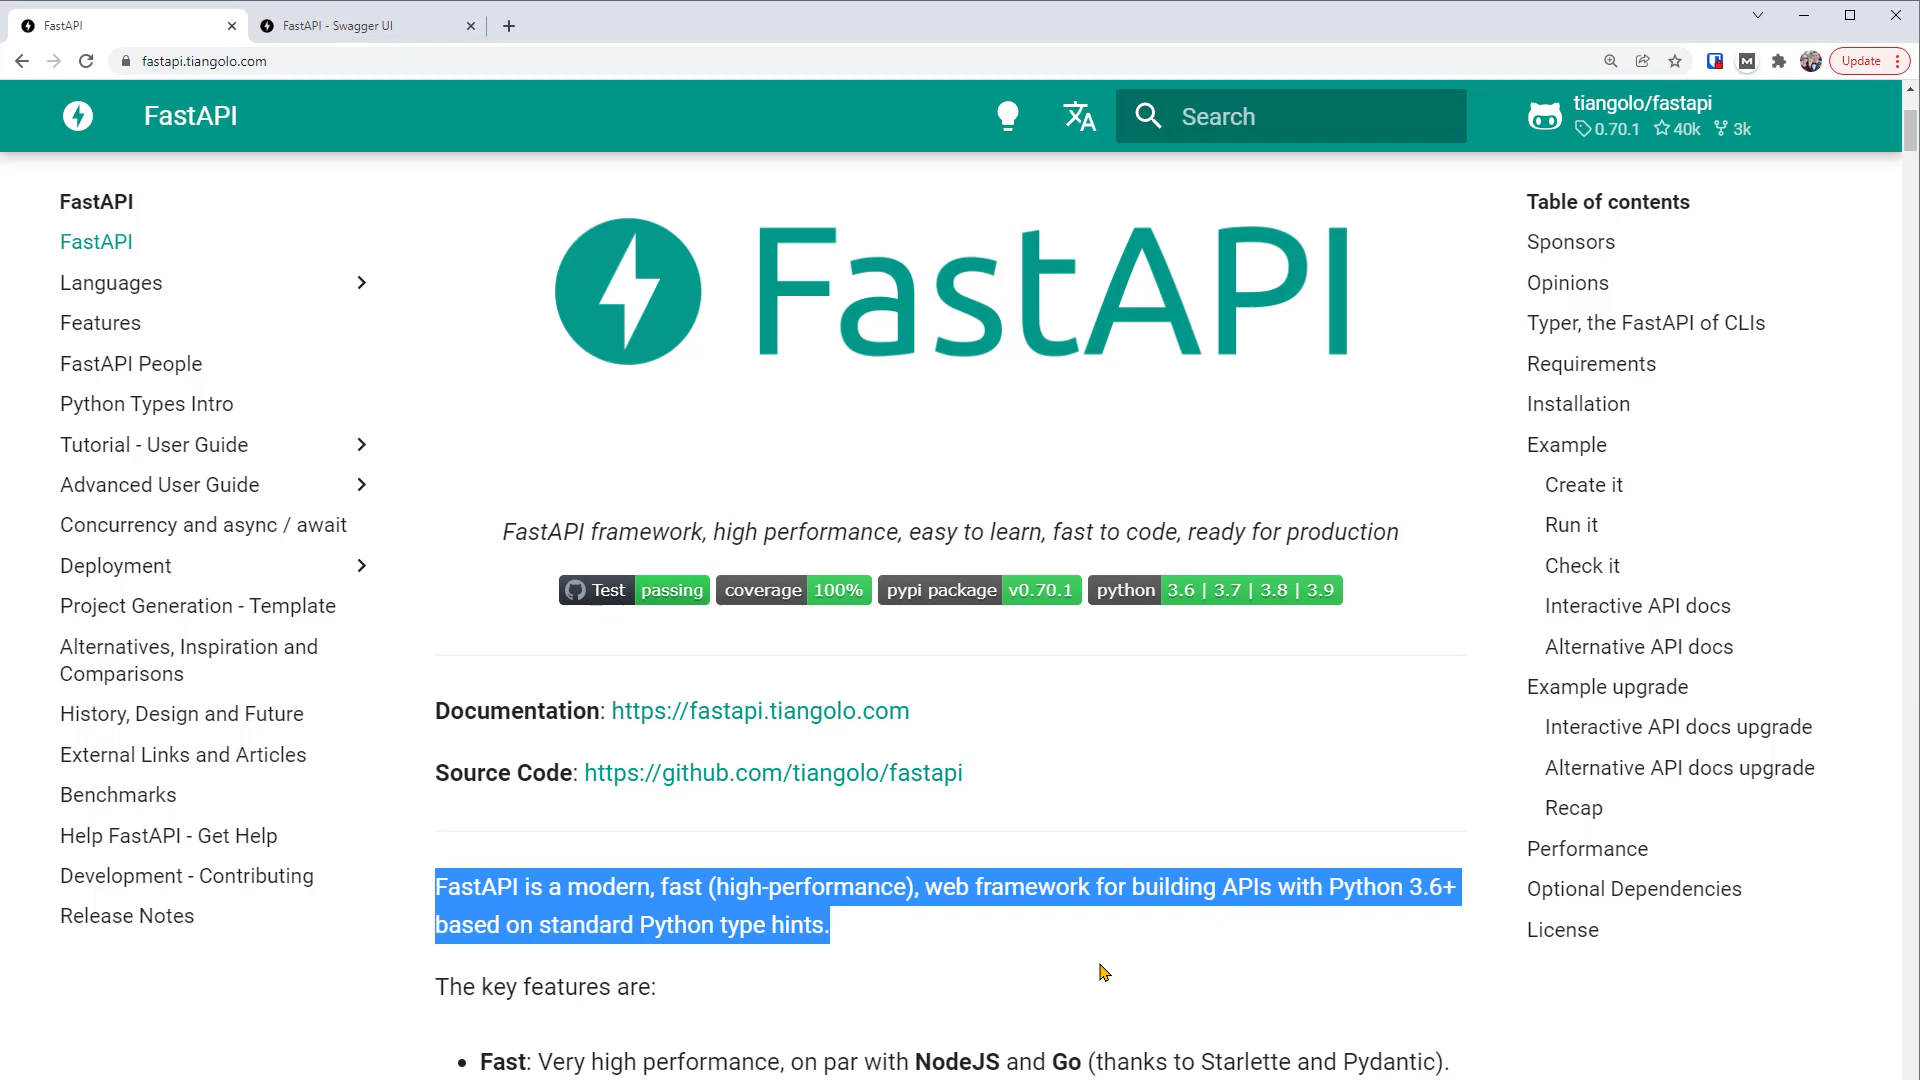 FastAPI
FastAPI - Swagger UI
fastapi.tiangolo.com
Update
FastAPI
Search
tiangolo/fastapi
0.70.1 40k 3k
FastAPI
FastAPI
Languages
Features
FastAPI People
Python Types Intro
Tutorial - User Guide
Advanced User Guide
Concurrency and async / await
Deployment
Project Generation - Template
Alternatives, Inspiration and
Comparisons
History, Design and Future
External Links and Articles
Benchmarks
Help FastAPI - Get Help
Development - Contributing
Release Notes
FastAPI
FastAPI framework, high performance, easy to learn, fast to code, ready for production
Test passing coverage 100% pypi package v0.70.1 python 3.6 | 3.7 | 3.8 | 3.9
Documentation: https://fastapi.tiangolo.com
Source Code: https://github.com/tiangolo/fastapi
FastAPI is a modern, fast (high-performance), web framework for building APIs with Python 3.6+
based on standard Python type hints.
The key features are:
• Fast: Very high performance, on par with NodeJS and Go (thanks to Starlette and Pydantic).
Table of contents
Sponsors
Opinions
Typer, the FastAPI of CLIs
Requirements
Installation
Example
Create it
Run it
Check it
Interactive API docs
Alternative API docs
Example upgrade
Interactive API docs upgrade
Alternative API docs upgrade
Recap
Performance
Optional Dependencies
License